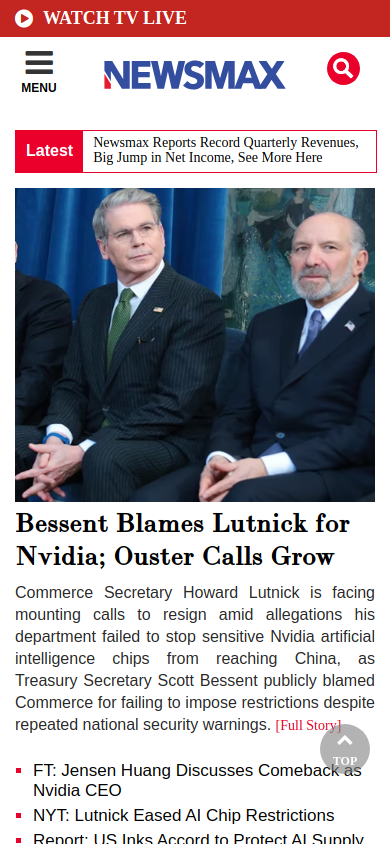 WATCH TV LIVE
MENU
NEWSMAX
Latest
Newsmax Reports Record Quarterly Revenues,
Big Jump in Net Income, See More Here
Bessent Blames Lutnick for
Nvidia; Ouster Calls Grow
Commerce Secretary Howard Lutnick is facing
mounting calls to resign amid allegations his
department failed to stop sensitive Nvidia artificial
intelligence chips from reaching China, as
Treasury Secretary Scott Bessent publicly blamed
Commerce for failing to impose restrictions despite
repeated national security warnings. [Full Story]
TOP
FT: Jensen Huang Discusses Comeback as
Nvidia CEO
NYT: Lutnick Eased AI Chip Restrictions
Report: US Inks Accord to Protect AI Supply